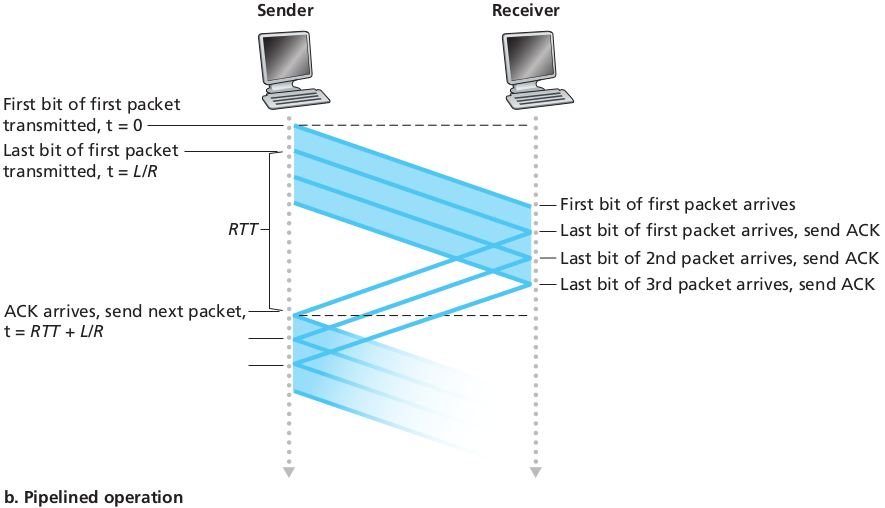 Sender
Receiver
First bit of first packet
transmitted, t = 0
Last bit of first packet
transmitted, t = L/R
RTT
First bit of first packet arrives
Last bit of first packet arrives, send ACK
Last bit of 2nd packet arrives, send ACK
Last bit of 3rd packet arrives, send ACK
ACK arrives, send next packet,
t = RTT + L/R
b. Pipelined operation